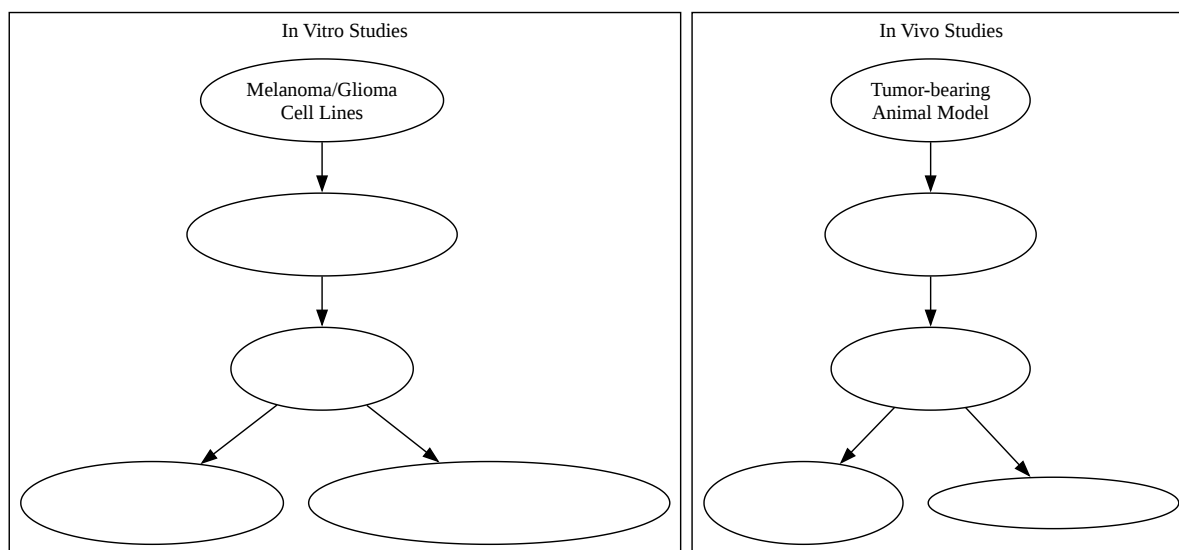 In Vitro Studies
Melanoma/Glioma
Cell Lines
In Vivo Studies
Tumor-bearing
Animal Model